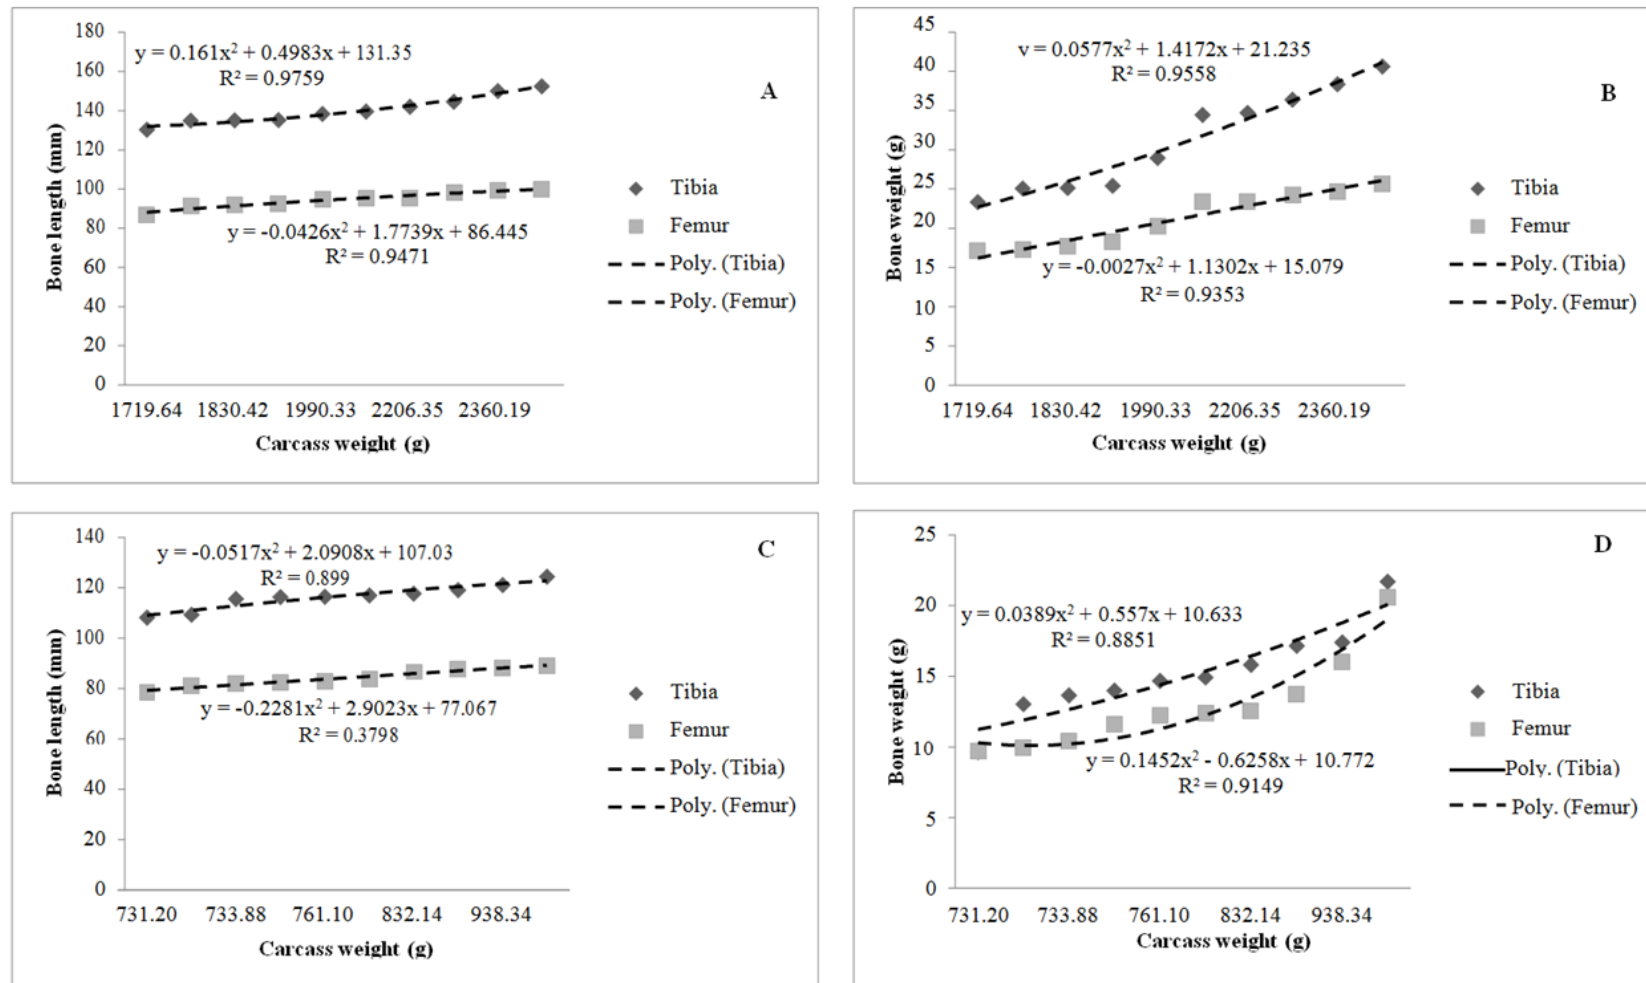 180
160
140
120
100
80
60
40
20
0
Bone length (mm)
y = 0.161x² + 0.4983x + 131.35
R² = 0.9759
y = -0.0426x² + 1.7739x + 86.445
R² = 0.9471
A
Tibia
Femur
Poly. (Tibia)
Poly. (Femur)
1719.64 1830.42 1990.33 2206.35 2360.19
Carcass weight (g)
45
40
35
30
25
20
15
10
5
0
Bone weight (g)
v = 0.0577x² + 1.4172x + 21.235
R² = 0.9558
y = -0.0027x² + 1.1302x + 15.079
R² = 0.9353
B
Tibia
Femur
Poly. (Tibia)
Poly. (Femur)
1719.64 1830.42 1990.33 2206.35 2360.19
Carcass weight (g)
140
120
100
80
60
40
20
0
Bone length (mm)
y = -0.0517x² + 2.0908x + 107.03
R² = 0.899
y = -0.2281x² + 2.9023x + 77.067
R² = 0.3798
C
Tibia
Femur
Poly. (Tibia)
Poly. (Femur)
731.20 733.88 761.10 832.14 938.34
Carcass weight (g)
25
20
15
10
5
0
Bone weight (g)
y = 0.0389x² + 0.557x + 10.633
R² = 0.8851
y = 0.1452x² - 0.6258x + 10.772
R² = 0.9149
D
Tibia
Femur
Poly. (Tibia)
Poly. (Femur)
731.20 733.88 761.10 832.14 938.34
Carcass weight (g)